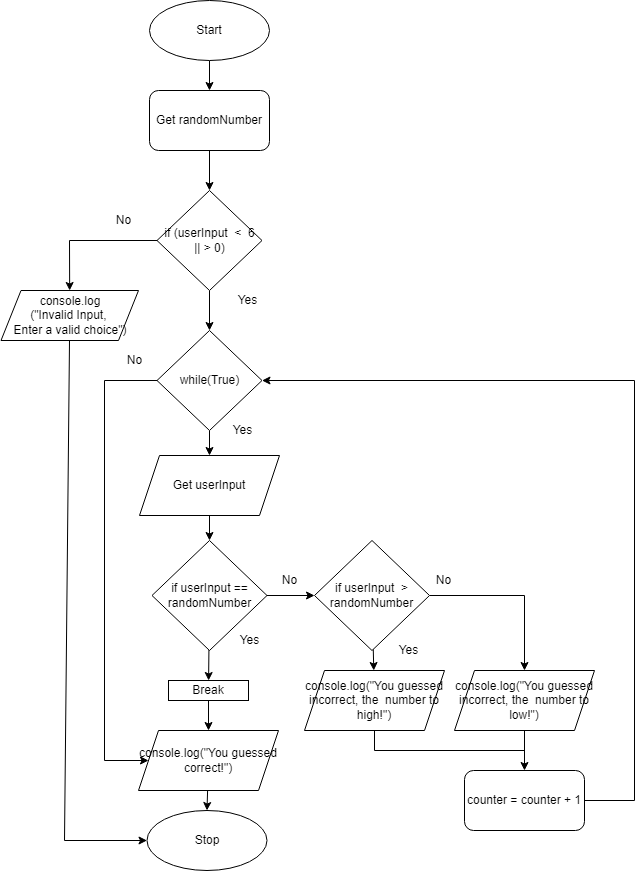 Start
Get randomNumber
No
if (userInput < 6
|| > 0)
Yes
console.log
("Invalid Input,
Enter a valid choice")
No
while(True)
Yes
Get userInput
if userInput ==
randomNumber
No
if userInput >
randomNumber
No
Yes
Yes
Break
console.log("You guessed
incorrect, the number to
high!")
console.log("You guessed
incorrect, the number to
low!")
console.log("You guessed
correct!")
counter = counter + 1
Stop